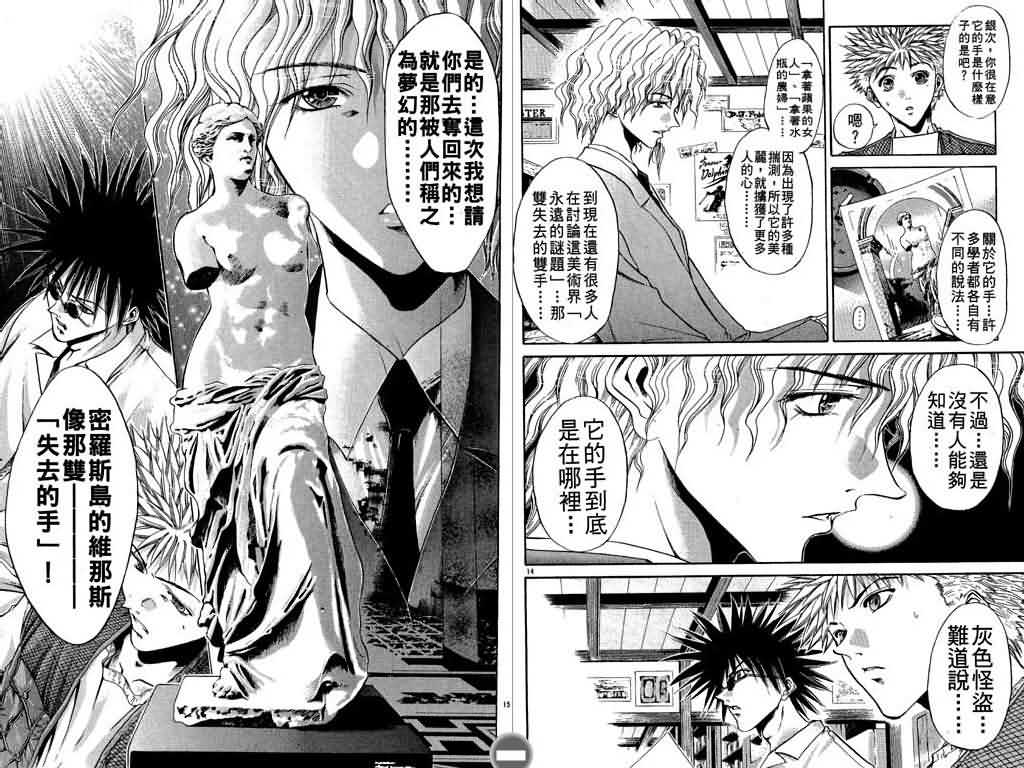 銀次，你很在意
它的手是什麼樣
子的是吧？
嗯？
關於它的手…許
多學者都各自有
不同的說法……
…
「拿著蘋果的女
人」、「拿著水
瓶的農婦」……
因為出現了許多種
揣測，所以它的美
麗，就擄獲了更多
人的心……
到現在還有很多人
在討論這美術界「
永遠的謎題」…那
雙失去的雙手……
不過…還是
沒有人能夠
知道……
它的手到底
是在哪裡…
14
灰色怪盜…
難道說……
是的…這次我想請
你們去奪回來的…
就是那被人們稱之
為夢幻的………
密羅斯島的維那斯
像那雙————
「失去的手」！
15